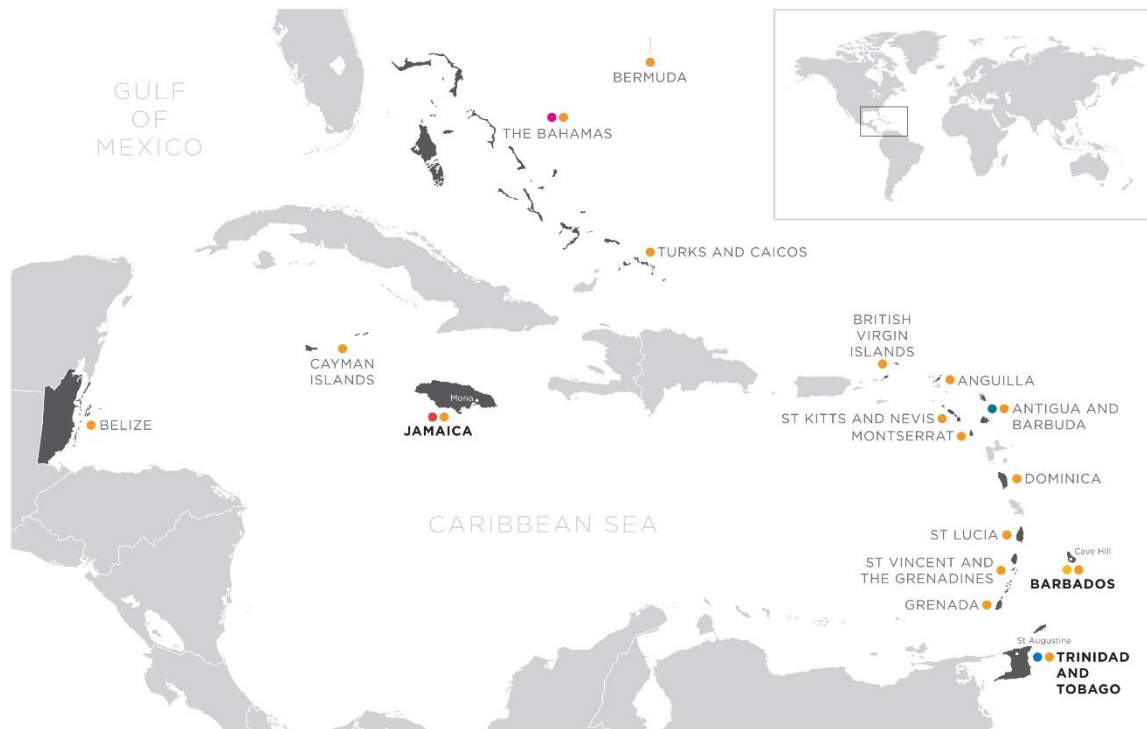 GULF
OF
MEXICO
BERMUDA
THE BAHAMAS
TURKS AND CAICOS
BRITISH
VIRGIN
ISLANDS
CAYMAN
ISLANDS
ANGUILLA
Mona
JAMAICA
BELIZE
ST KITTS AND NEVIS
MONTSERRAT
ANTIGUA AND
BARBUDA
DOMINICA
CARIBBEAN SEA
ST LUCIA
Cave Hill
ST VINCENT AND
THE GRENADINES
BARBADOS
GRENADA
St Augustine
TRINIDAD
AND
TOBAGO